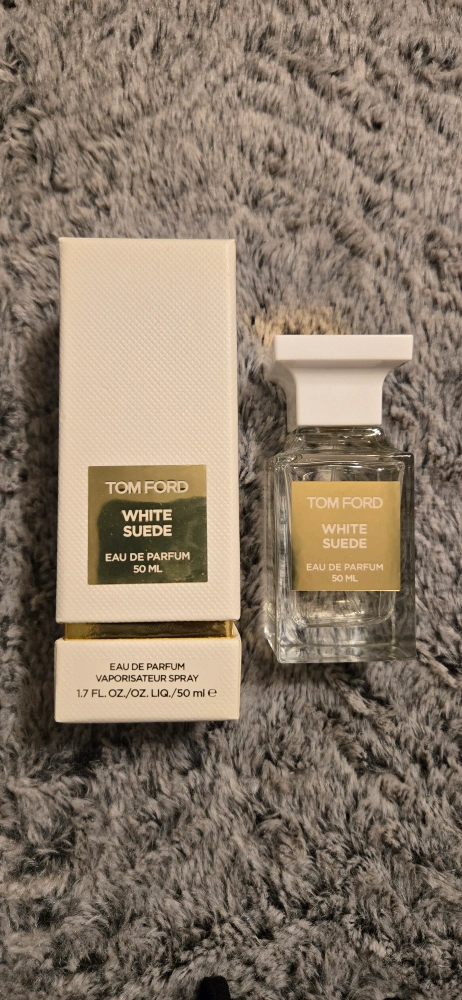 TOM FORD
WHITE
SUEDE
EAU DE PARFUM
50 ML
EAU DE PARFUM
VAPORISATEUR SPRAY
1.7 FL. OZ./OZ. LIQ./50 ml ℮
TOM FORD
WHITE
SUEDE
EAU DE PARFUM
50 ML